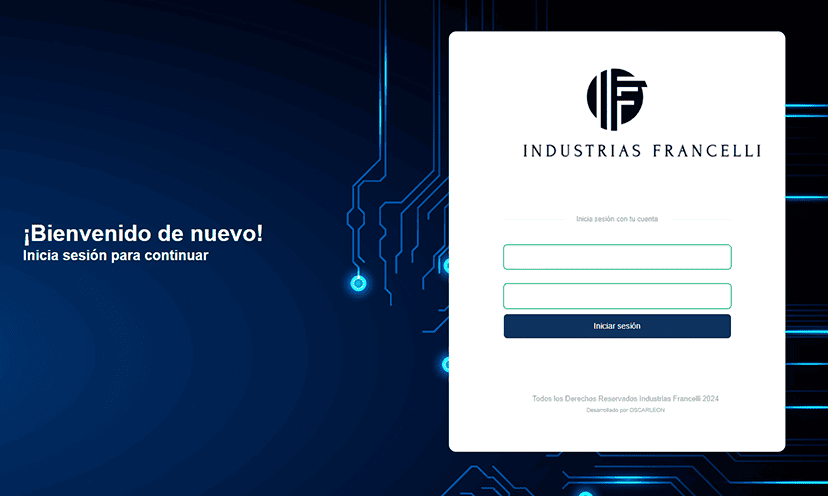 INDUSTRIAS FRANCELLI
Inicia sesión con tu cuenta
¡Bienvenido de nuevo!
Inicia sesión para continuar
Iniciar sesión
Todos los Derechos Reservados Industrias Francelli 2024
Desarrollado por OSCARLEON